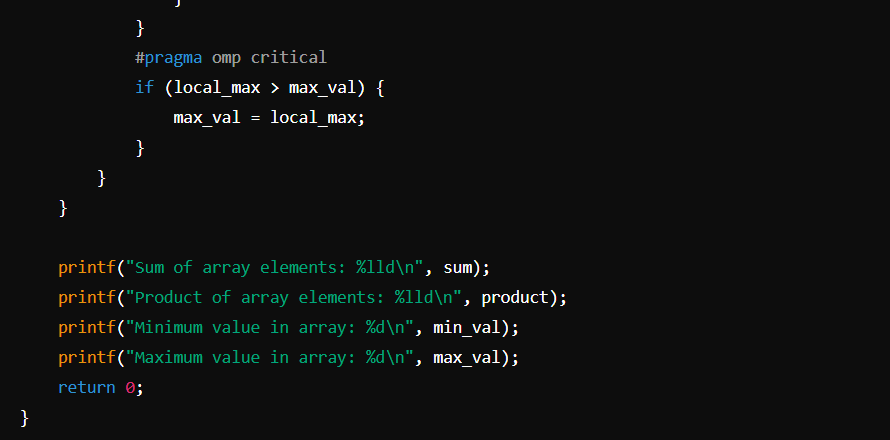 }
}
#pragma omp critical
if (local_max > max_val) {
max_val = local_max;
}
}
}
printf("Sum of array elements: %lld\n", sum);
printf("Product of array elements: %lld\n", product);
printf("Minimum value in array: %d\n", min_val);
printf("Maximum value in array: %d\n", max_val);
return 0;
}